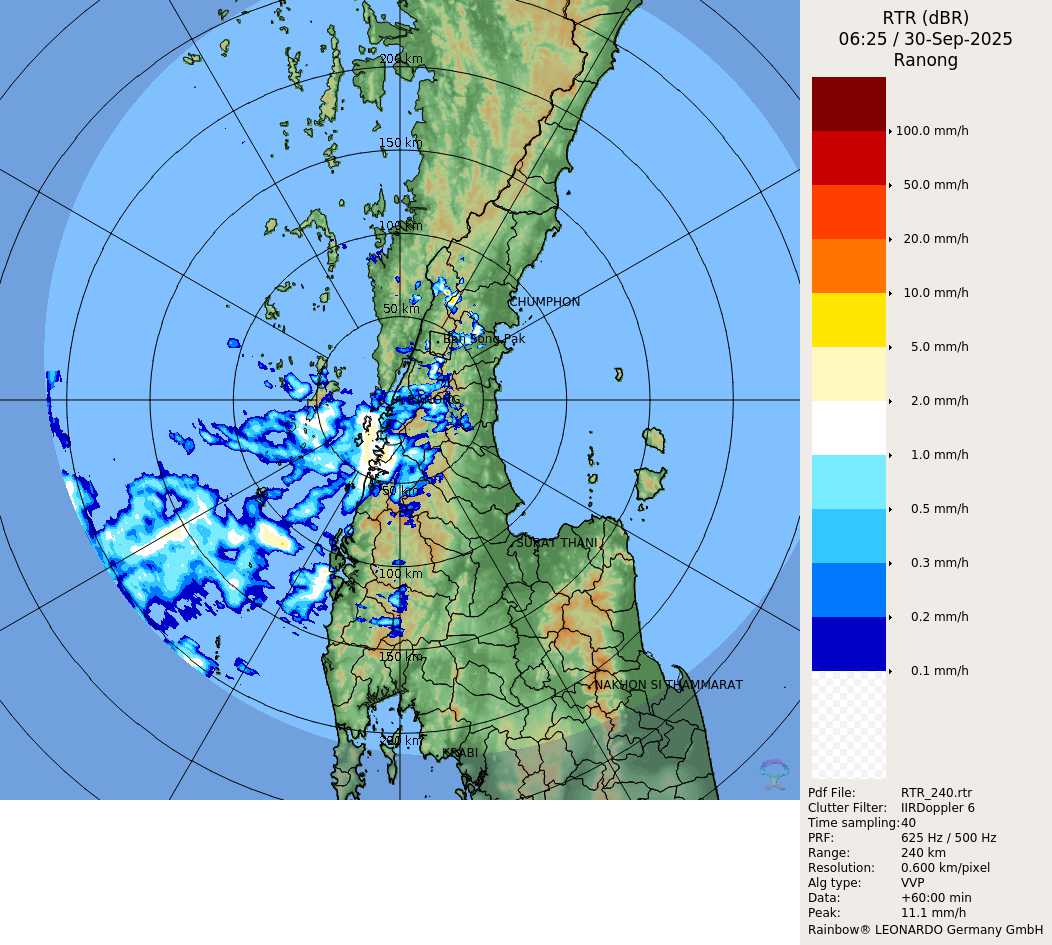 RTR (dBR)
06:25 / 30-Sep-2025
Ranong
200 km
150 km
100 km
50 km
CHUMPHON
Ban Song Pak
RANONG
50 km
SURAT THANI
100 km
150 km
NAKHON SI THAMMARAT
200 km
KRABI
100.0 mm/h
50.0 mm/h
20.0 mm/h
10.0 mm/h
5.0 mm/h
2.0 mm/h
1.0 mm/h
0.5 mm/h
0.3 mm/h
0.2 mm/h
0.1 mm/h
Pdf File: RTR_240.rtr
Clutter Filter: IIRDoppler 6
Time sampling: 40
PRF: 625 Hz / 500 Hz
Range: 240 km
Resolution: 0.600 km/pixel
Alg type: VVP
Data: +60:00 min
Peak: 11.1 mm/h
Rainbow® LEONARDO Germany GmbH